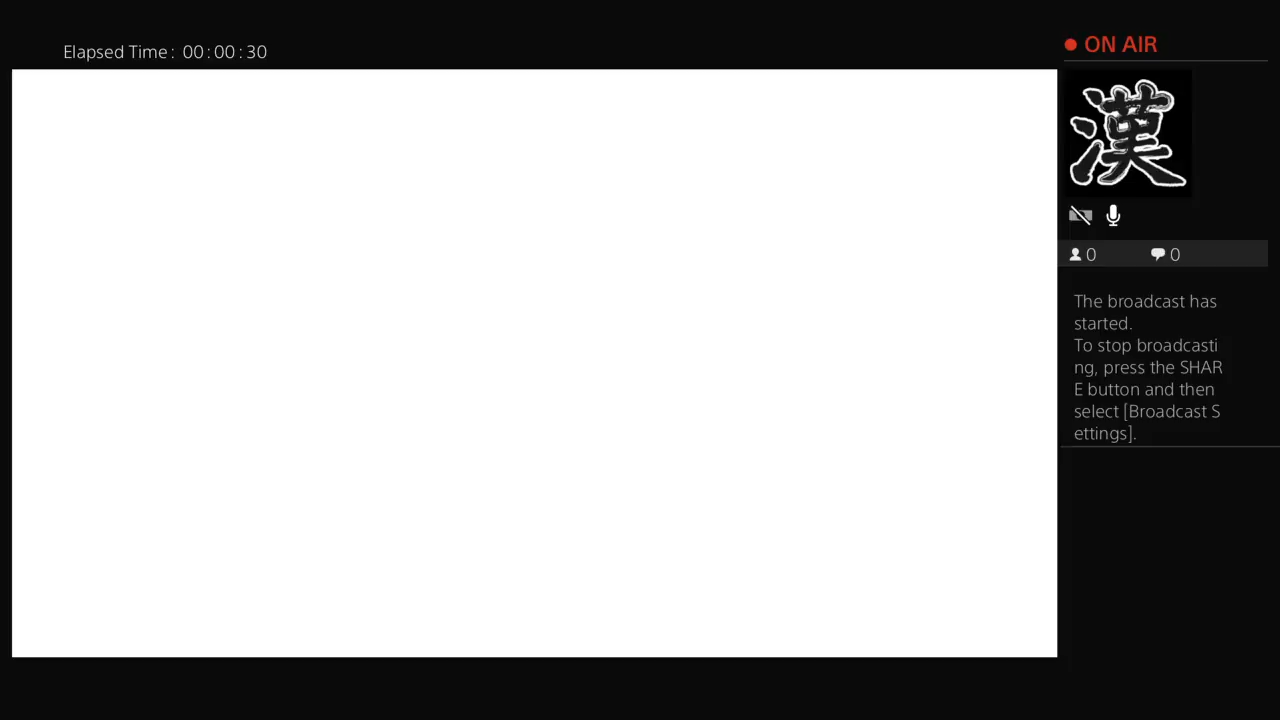 Elapsed Time: 00:00:30
ON AIR
漢
0 0
The broadcast has
started.
To stop broadcasti
ng, press the SHAR
E button and then
select [Broadcast S
ettings].